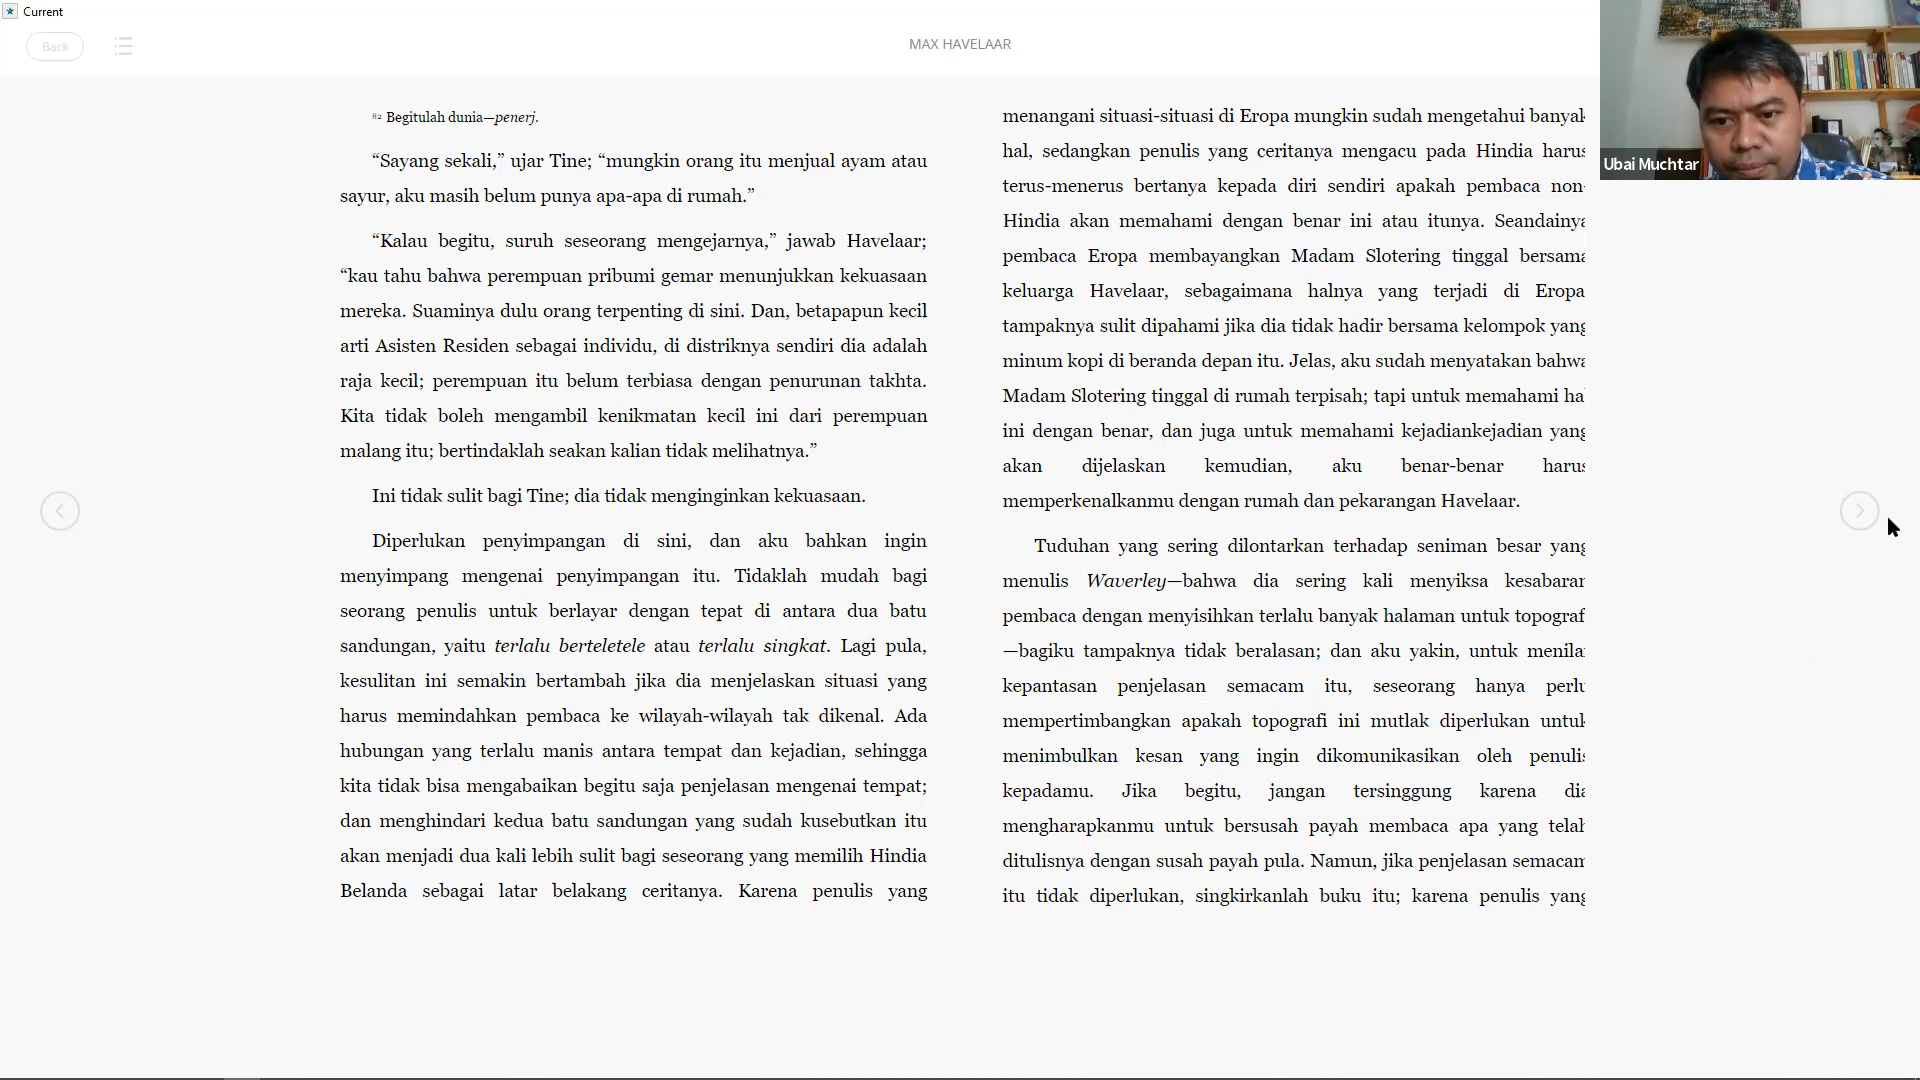 Current
Back
MAX HAVELAAR
Ubai Muchtar
⁸² Begitulah dunia—penerj.
“Sayang sekali,” ujar Tine; “mungkin orang itu menjual ayam atau
sayur, aku masih belum punya apa-apa di rumah.”
“Kalau begitu, suruh seseorang mengejarnya,” jawab Havelaar;
“kau tahu bahwa perempuan pribumi gemar menunjukkan kekuasaan
mereka. Suaminya dulu orang terpenting di sini. Dan, betapapun kecil
arti Asisten Residen sebagai individu, di distriknya sendiri dia adalah
raja kecil; perempuan itu belum terbiasa dengan penurunan takhta.
Kita tidak boleh mengambil kenikmatan kecil ini dari perempuan
malang itu; bertindaklah seakan kalian tidak melihatnya.”
Ini tidak sulit bagi Tine; dia tidak menginginkan kekuasaan.
Diperlukan penyimpangan di sini, dan aku bahkan ingin
menyimpang mengenai penyimpangan itu. Tidaklah mudah bagi
seorang penulis untuk berlayar dengan tepat di antara dua batu
sandungan, yaitu terlalu berteletele atau terlalu singkat. Lagi pula,
kesulitan ini semakin bertambah jika dia menjelaskan situasi yang
harus memindahkan pembaca ke wilayah-wilayah tak dikenal. Ada
hubungan yang terlalu manis antara tempat dan kejadian, sehingga
kita tidak bisa mengabaikan begitu saja penjelasan mengenai tempat;
dan menghindari kedua batu sandungan yang sudah kusebutkan itu
akan menjadi dua kali lebih sulit bagi seseorang yang memilih Hindia
Belanda sebagai latar belakang ceritanya. Karena penulis yang
menangani situasi-situasi di Eropa mungkin sudah mengetahui banyak
hal, sedangkan penulis yang ceritanya mengacu pada Hindia harus
terus-menerus bertanya kepada diri sendiri apakah pembaca non-
Hindia akan memahami dengan benar ini atau itunya. Seandainya
pembaca Eropa membayangkan Madam Slotering tinggal bersama
keluarga Havelaar, sebagaimana halnya yang terjadi di Eropa
tampaknya sulit dipahami jika dia tidak hadir bersama kelompok yang
minum kopi di beranda depan itu. Jelas, aku sudah menyatakan bahwa
Madam Slotering tinggal di rumah terpisah; tapi untuk memahami hal
ini dengan benar, dan juga untuk memahami kejadiankejadian yang
akan dijelaskan kemudian, aku benar-benar harus
memperkenalkanmu dengan rumah dan pekarangan Havelaar.
Tuduhan yang sering dilontarkan terhadap seniman besar yang
menulis Waverley—bahwa dia sering kali menyiksa kesabaran
pembaca dengan menyisihkan terlalu banyak halaman untuk topografi
—bagiku tampaknya tidak beralasan; dan aku yakin, untuk menilai
kepantasan penjelasan semacam itu, seseorang hanya perlu
mempertimbangkan apakah topografi ini mutlak diperlukan untuk
menimbulkan kesan yang ingin dikomunikasikan oleh penulis
kepadamu. Jika begitu, jangan tersinggung karena dia
mengharapkanmu untuk bersusah payah membaca apa yang telah
ditulisnya dengan susah payah pula. Namun, jika penjelasan semacam
itu tidak diperlukan, singkirkanlah buku itu; karena penulis yang